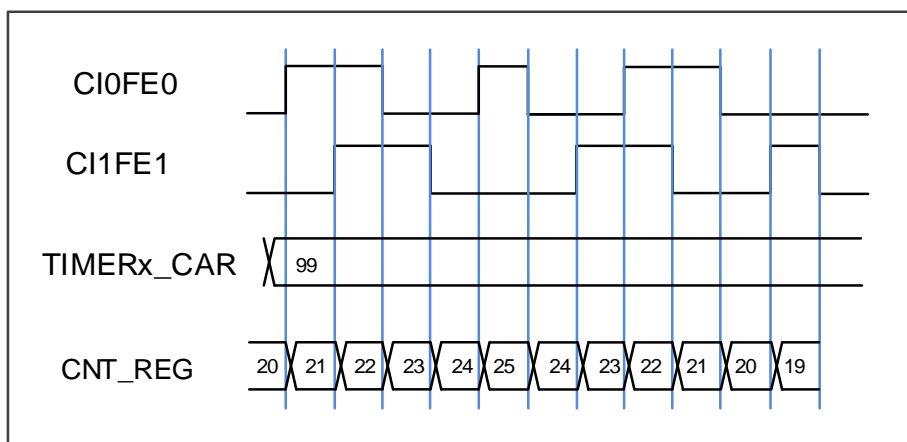 CI0FE0
CI1FE1
TIMERx_CAR 99
CNT_REG 20 21 22 23 24 25 24 23 22 21 20 19